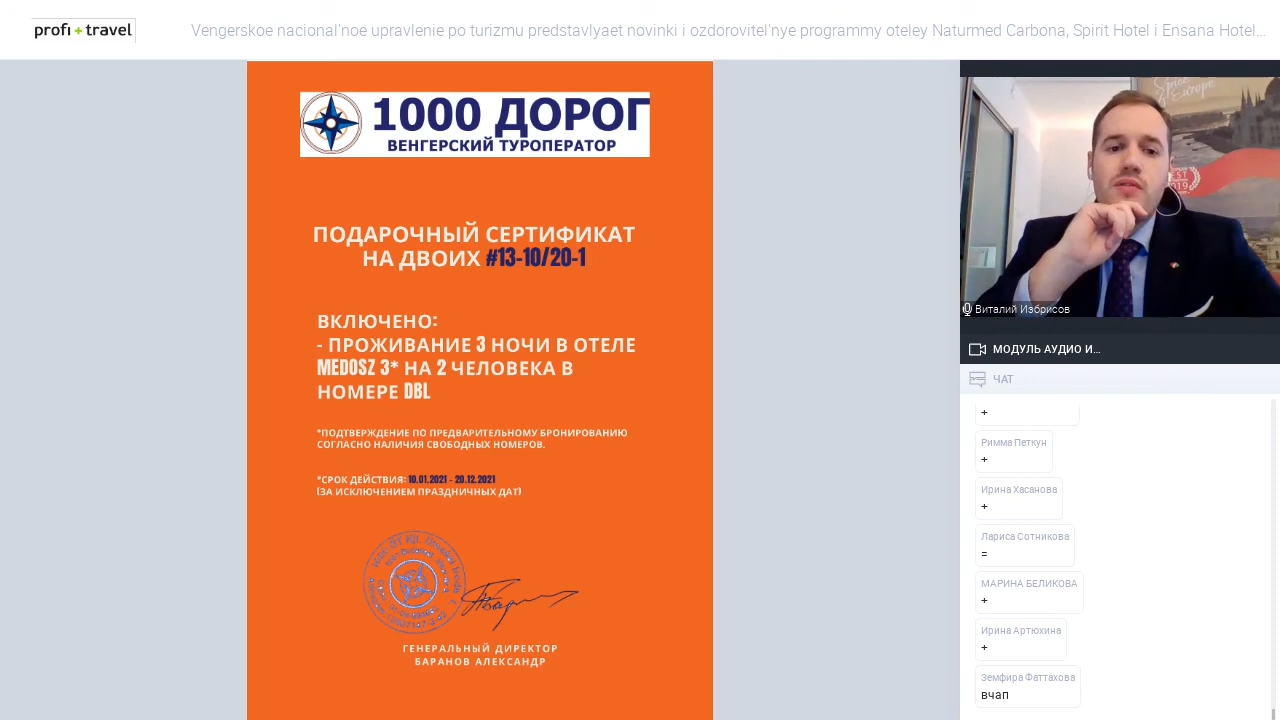 profi+travel
Vengerskoe nacional'noe upravlenie po turizmu predstavlyaet novinki i ozdorovitel'nye programmy oteley Naturmed Carbona, Spirit Hotel i Ensana Hotel...
1000 ДОРОГ
ВЕНГЕРСКИЙ ТУРОПЕРАТОР
ПОДАРОЧНЫЙ СЕРТИФИКАТ
НА ДВОИХ #13-10/20-1
ВКЛЮЧЕНО:
- ПРОЖИВАНИЕ 3 НОЧИ В ОТЕЛЕ
MEDOSZ 3* НА 2 ЧЕЛОВЕКА В
НОМЕРЕ DBL
*ПОДТВЕРЖДЕНИЕ ПО ПРЕДВАРИТЕЛЬНОМУ БРОНИРОВАНИЮ
СОГЛАСНО НАЛИЧИЯ СВОБОДНЫХ НОМЕРОВ.
*СРОК ДЕЙСТВИЯ: 10.01.2021 - 20.12.2021
(ЗА ИСКЛЮЧЕНИЕМ ПРАЗДНИЧНЫХ ДАТ)
ГЕНЕРАЛЬНЫЙ ДИРЕКТОР
БАРАНОВ АЛЕКСАНДР
Виталий Избрисов
МОДУЛЬ АУДИО И...
ЧАТ
+
Римма Петкун
+
Ирина Хасанова
+
Лариса Сотникова
=
МАРИНА БЕЛИКОВА
+
Ирина Артюхина
+
Земфира Фаттахова
вчап